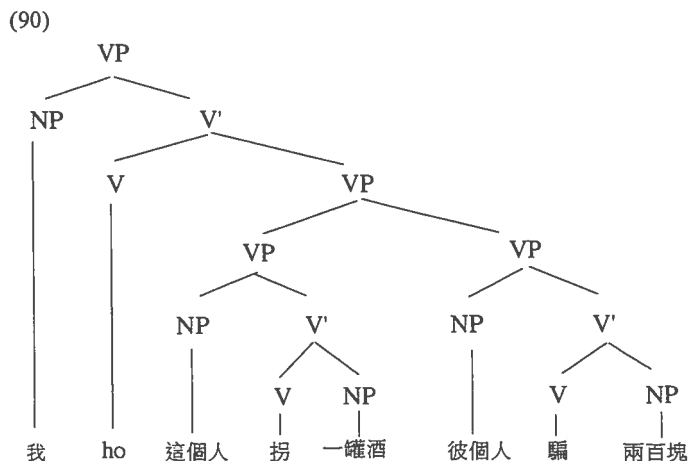 (90)
VP
NP V'
V VP
VP VP
NP V' NP V'
V NP V NP
我 ho 這個人 拐 一罐酒 彼個人 騙 兩百塊